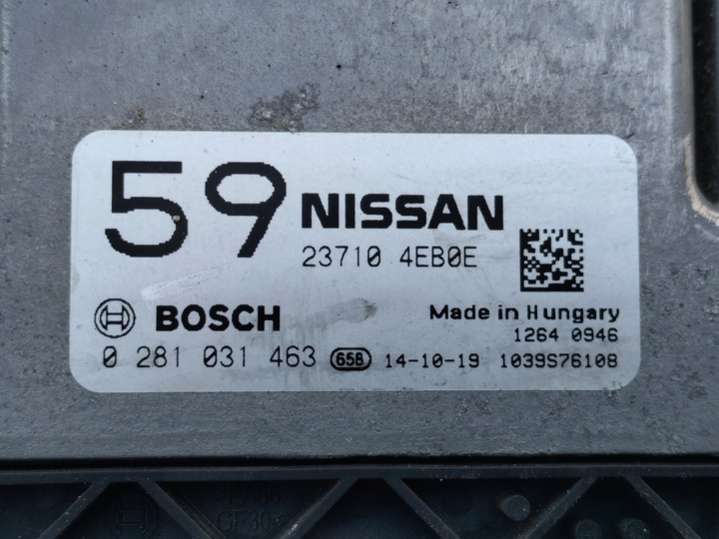 59 NISSAN
23710 4EB0E
BOSCH
Made in Hungary
1264 0946
0 281 031 463 658 14-10-19 1039S76108